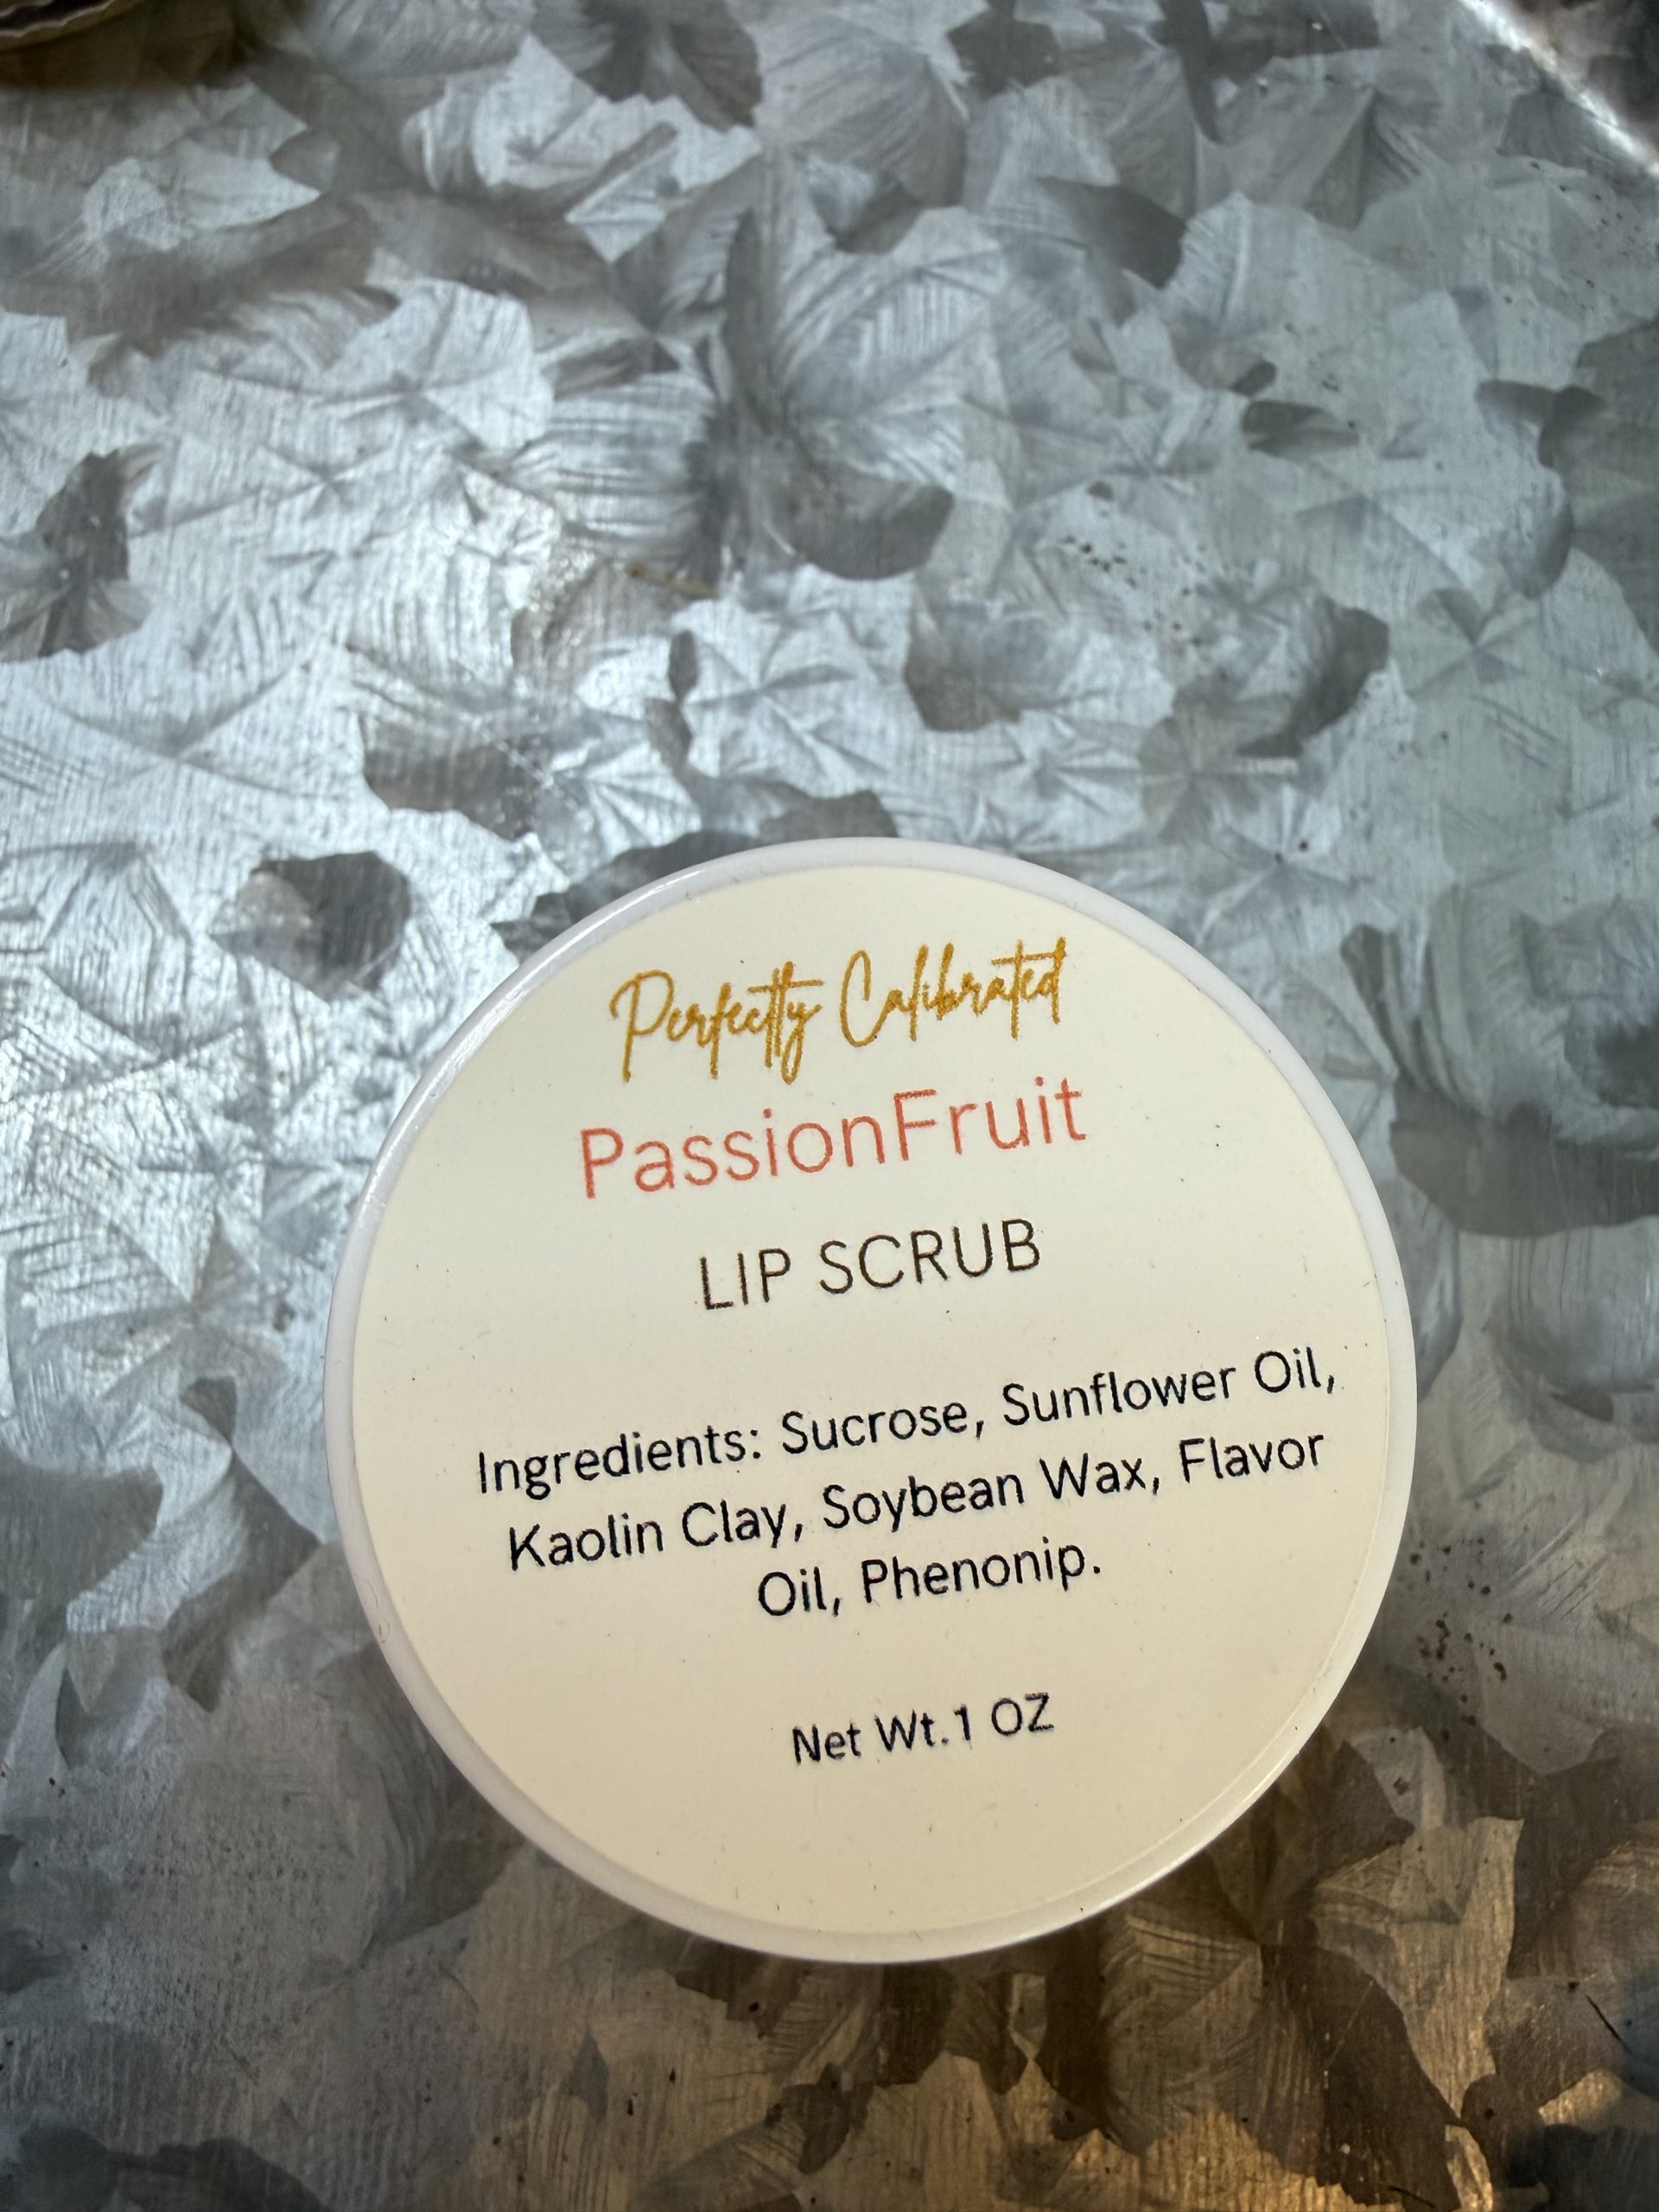 Perfectly Calibrated
PassionFruit
LIP SCRUB
Ingredients: Sucrose, Sunflower Oil,
Kaolin Clay, Soybean Wax, Flavor
Oil, Phenonip.
Net Wt.1 OZ